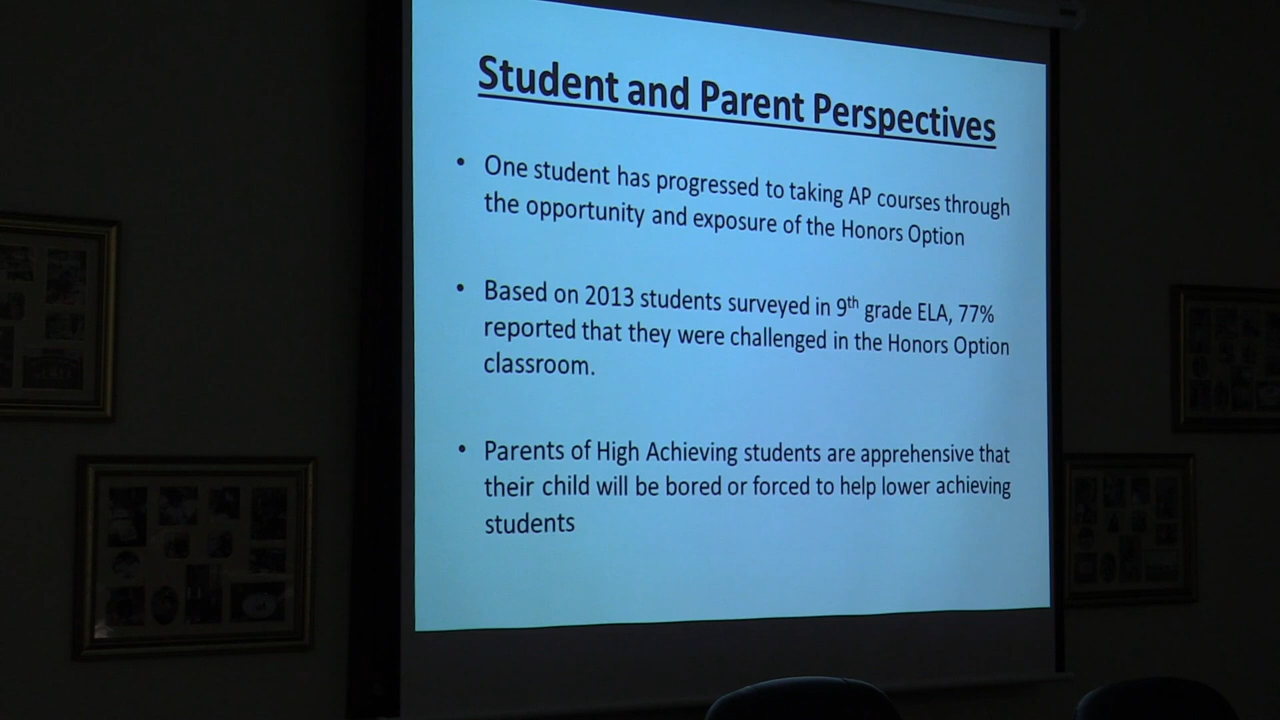 Student and Parent Perspectives
• One student has progressed to taking AP courses through
the opportunity and exposure of the Honors Option
• Based on 2013 students surveyed in 9th grade ELA, 77%
reported that they were challenged in the Honors Option
classroom.
• Parents of High Achieving students are apprehensive that
their child will be bored or forced to help lower achieving
students